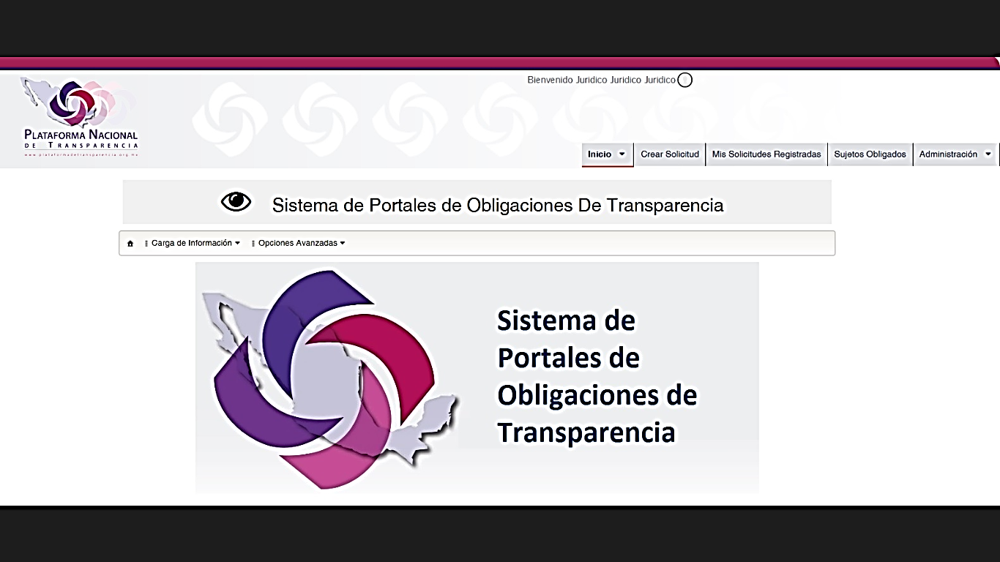 Bienvenido Juridico Juridico Juridico
PLATAFORMA NACIONAL
DE TRANSPARENCIA
www.plataformadetransparencia.org.mx
Inicio
Crear Solicitud
Mis Solicitudes Registradas
Sujetos Obligados
Administración
Sistema de Portales de Obligaciones De Transparencia
Carga de Información
Opciones Avanzadas
Sistema de
Portales de
Obligaciones de
Transparencia